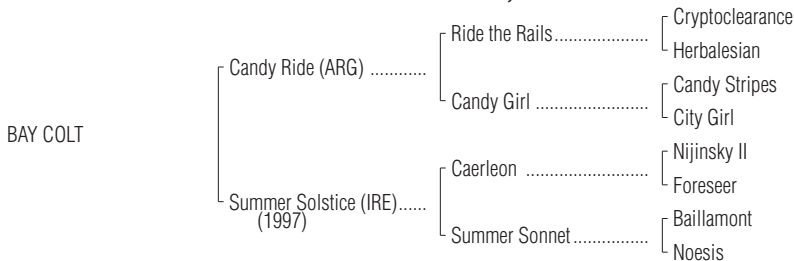 Cryptoclearance
Ride the Rails....................
Herbalesian
Candy Ride (ARG) ............
Candy Stripes
Candy Girl ........................
City Girl
BAY COLT
Nijinsky II
Caerleon ..........................
Foreseer
Summer Solstice (IRE)......
(1997)
Baillamont
Summer Sonnet................
Noesis